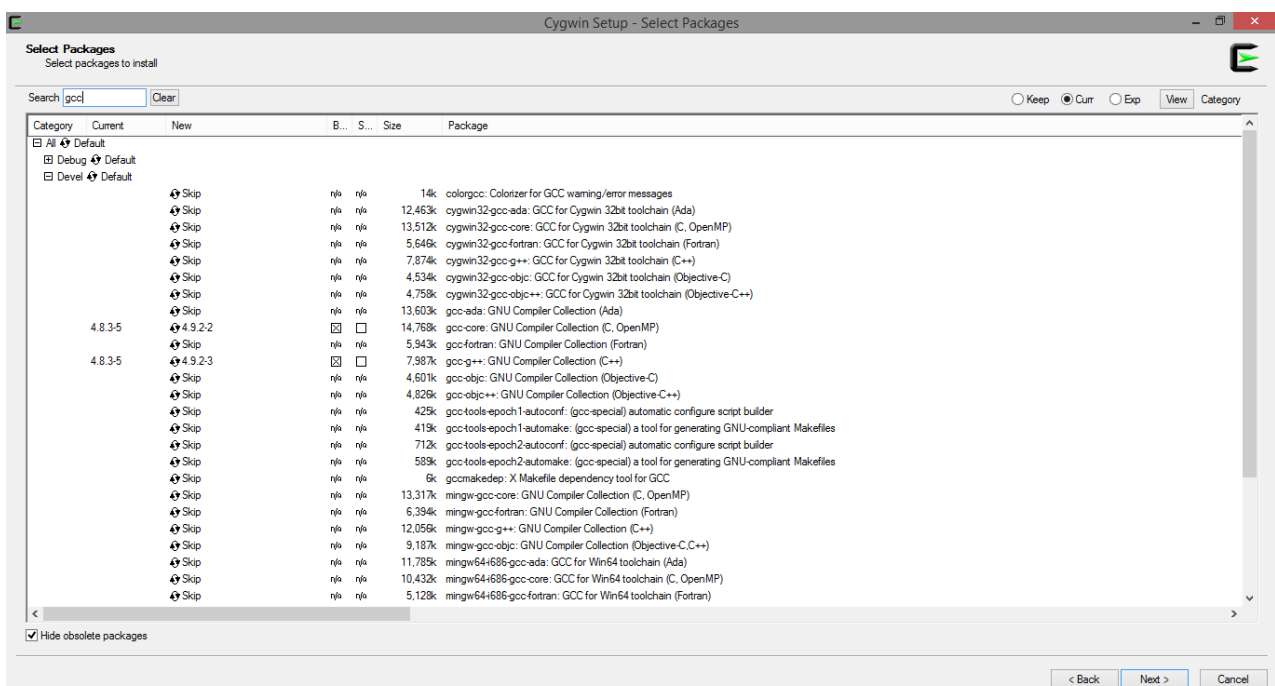 Cygwin Setup - Select Packages
Select Packages
Select packages to install
Search gcc Clear Keep Curr Exp View Category
Category Current New B... S... Size Package
All Default
Debug Default
Devel Default
Skip n/a n/a 14k colorgcc: Colorizer for GCC warning/error messages
Skip n/a n/a 12,463k cygwin32-gcc-ada: GCC for Cygwin 32bit toolchain (Ada)
Skip n/a n/a 13,512k cygwin32-gcc-core: GCC for Cygwin 32bit toolchain (C, OpenMP)
Skip n/a n/a 5,646k cygwin32-gcc-fortran: GCC for Cygwin 32bit toolchain (Fortran)
Skip n/a n/a 7,874k cygwin32-gcc-g++: GCC for Cygwin 32bit toolchain (C++)
Skip n/a n/a 4,534k cygwin32-gcc-objc: GCC for Cygwin 32bit toolchain (Objective-C)
Skip n/a n/a 4,758k cygwin32-gcc-objc++: GCC for Cygwin 32bit toolchain (Objective-C++)
Skip n/a n/a 13,603k gcc-ada: GNU Compiler Collection (Ada)
4.8.3-5 4.9.2-2 14,768k gcc-core: GNU Compiler Collection (C, OpenMP)
Skip n/a n/a 5,943k gcc-fortran: GNU Compiler Collection (Fortran)
4.8.3-5 4.9.2-3 7,987k gcc-g++: GNU Compiler Collection (C++)
Skip n/a n/a 4,601k gcc-objc: GNU Compiler Collection (Objective-C)
Skip n/a n/a 4,826k gcc-objc++: GNU Compiler Collection (Objective-C++)
Skip n/a n/a 425k gcc-tools-epoch1-autoconf: (gcc-special) automatic configure script builder
Skip n/a n/a 419k gcc-tools-epoch1-automake: (gcc-special) a tool for generating GNU-compliant Makefiles
Skip n/a n/a 712k gcc-tools-epoch2-autoconf: (gcc-special) automatic configure script builder
Skip n/a n/a 589k gcc-tools-epoch2-automake: (gcc-special) a tool for generating GNU-compliant Makefiles
Skip n/a n/a 6k gccmakedep: X Makefile dependency tool for GCC
Skip n/a n/a 13,317k mingw-gcc-core: GNU Compiler Collection (C, OpenMP)
Skip n/a n/a 6,394k mingw-gcc-fortran: GNU Compiler Collection (Fortran)
Skip n/a n/a 12,056k mingw-gcc-g++: GNU Compiler Collection (C++)
Skip n/a n/a 9,187k mingw-gcc-objc: GNU Compiler Collection (Objective-C,C++)
Skip n/a n/a 11,785k mingw64-i686-gcc-ada: GCC for Win64 toolchain (Ada)
Skip n/a n/a 10,432k mingw64-i686-gcc-core: GCC for Win64 toolchain (C, OpenMP)
Skip n/a n/a 5,128k mingw64-i686-gcc-fortran: GCC for Win64 toolchain (Fortran)
Hide obsolete packages
< Back Next > Cancel